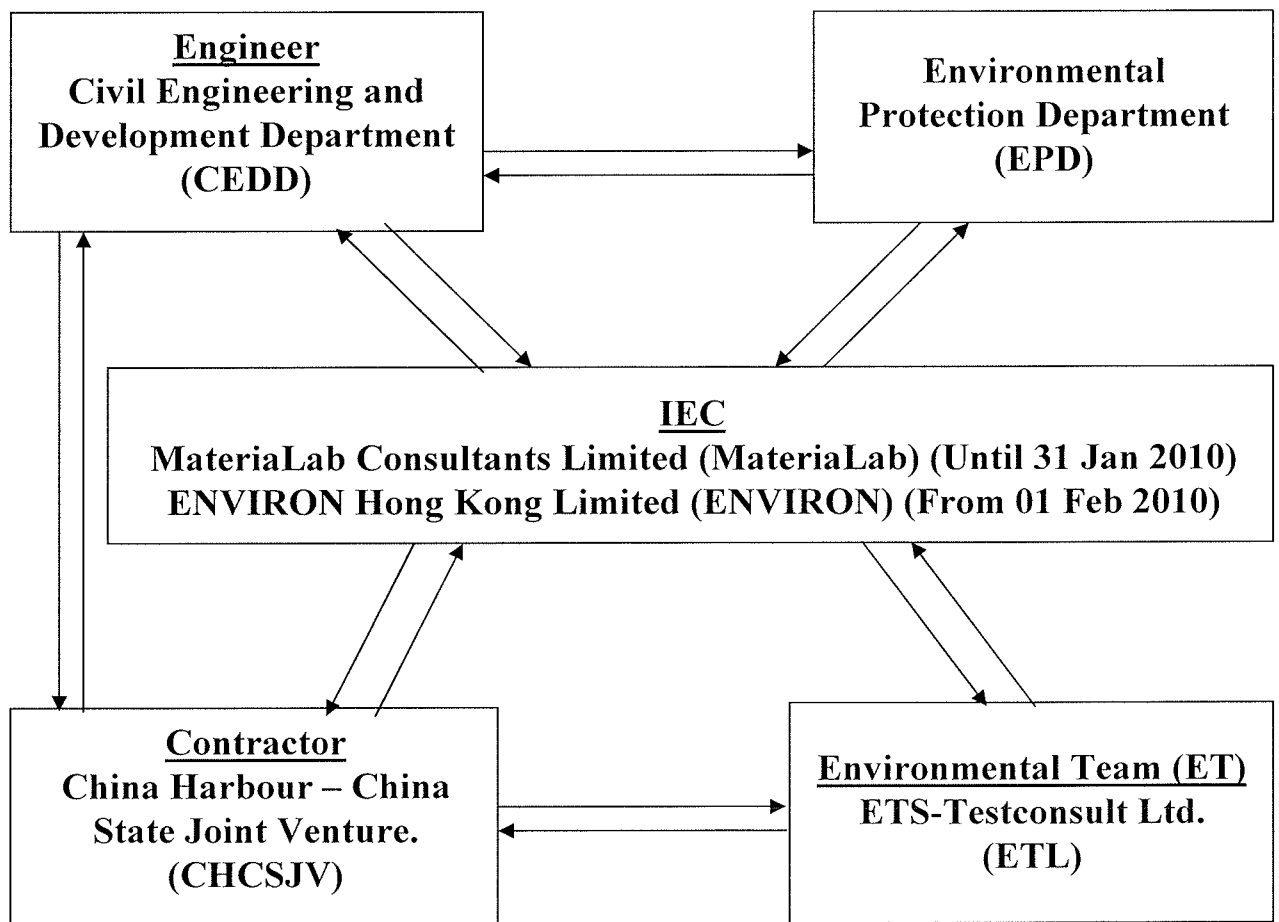 Engineer
Civil Engineering and
Development Department
(CEDD)
Environmental
Protection Department
(EPD)
IEC
MateriaLab Consultants Limited (MateriaLab) (Until 31 Jan 2010)
ENVIRON Hong Kong Limited (ENVIRON) (From 01 Feb 2010)
Contractor
China Harbour – China
State Joint Venture.
(CHCSJV)
Environmental Team (ET)
ETS-Testconsult Ltd.
(ETL)